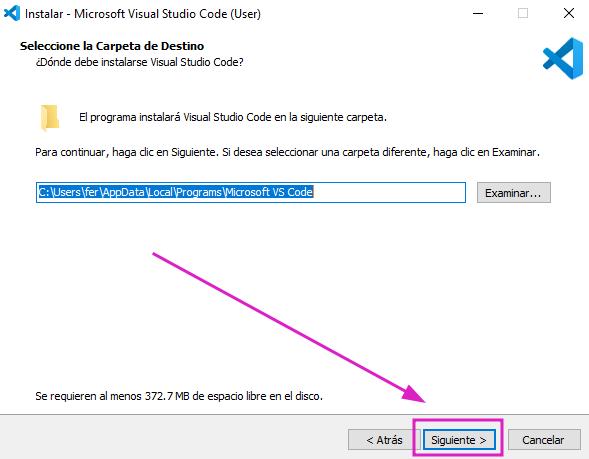 Instalar - Microsoft Visual Studio Code (User)
Seleccione la Carpeta de Destino
¿Dónde debe instalarse Visual Studio Code?
El programa instalará Visual Studio Code en la siguiente carpeta.
Para continuar, haga clic en Siguiente. Si desea seleccionar una carpeta diferente, haga clic en Examinar.
C:\Users\fer\AppData\Local\Programs\Microsoft VS Code
Examinar...
Se requieren al menos 372.7 MB de espacio libre en el disco.
< Atrás
Siguiente >
Cancelar